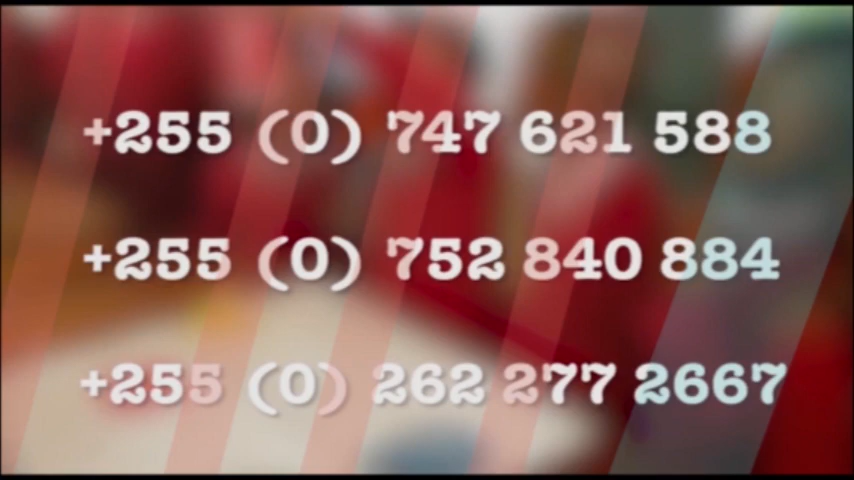 +255 (0) 747 621 588
+255 (0) 752 840 884
+255 (0) 262 277 2667